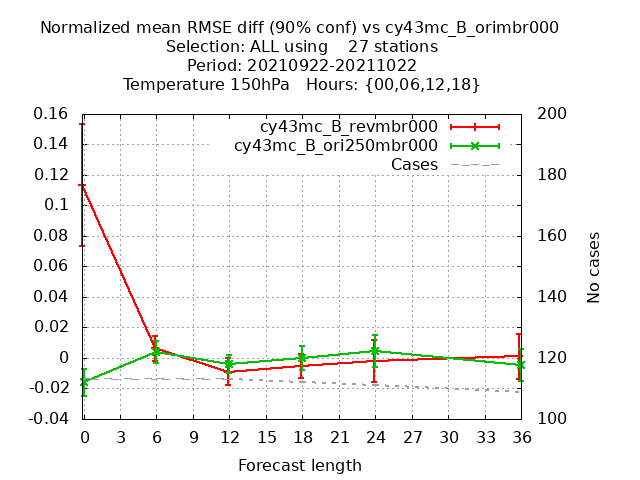 Normalized mean RMSE diff (90% conf) vs cy43mc_B_orimbr000
Selection: ALL using    27 stations
Period: 20210922-20211022
Temperature 150hPa   Hours: {00,06,12,18}
cy43mc_B_revmbr000
cy43mc_B_ori250mbr000
Cases
0.16
0.14
0.12
0.1
0.08
0.06
0.04
0.02
0
-0.02
-0.04
200
180
160
140
120
100
No cases
0 3 6 9 12 15 18 21 24 27 30 33 36
Forecast length